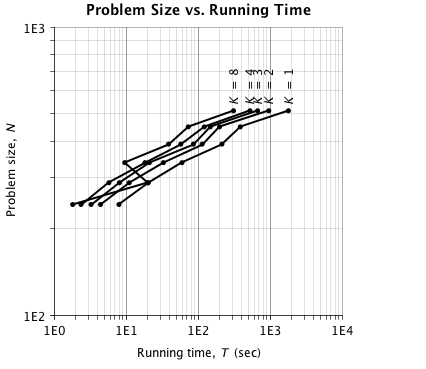 Problem Size vs. Running Time
1E3
K = 8
K = 4
K = 3
K = 2
K = 1
Problem size, N
1E2
1E0 1E1 1E2 1E3 1E4
Running time, T (sec)